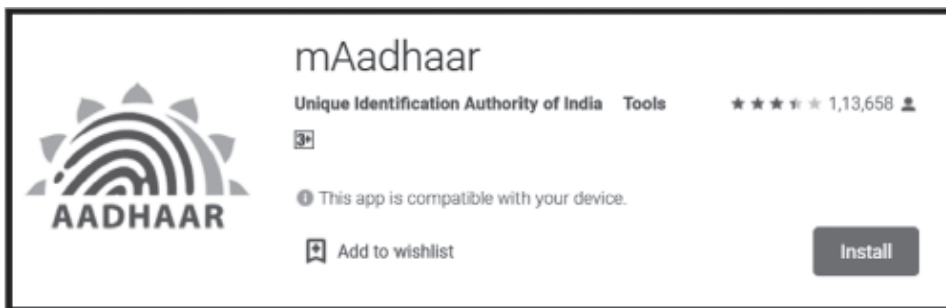 mAadhaar
Unique Identification Authority of India Tools 1,13,658
3+
This app is compatible with your device.
AADHAAR
Add to wishlist
Install